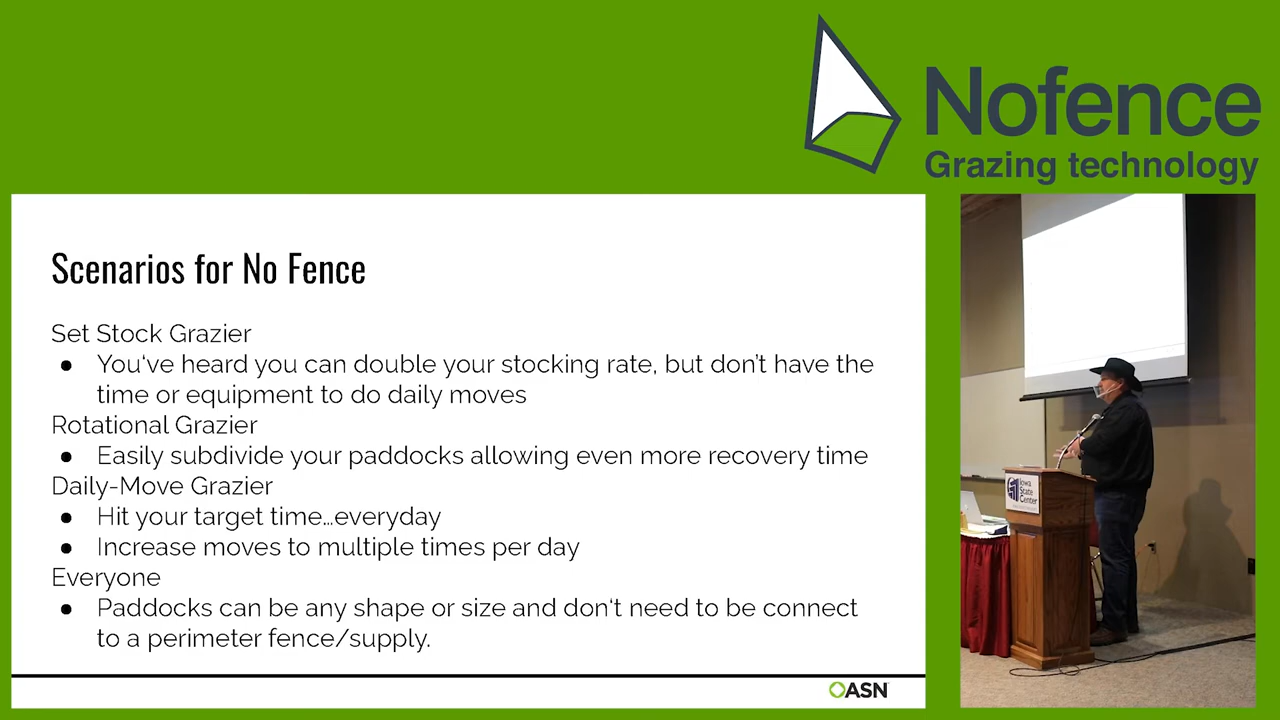 Nofence
Grazing technology
Scenarios for No Fence
Set Stock Grazier
● You've heard you can double your stocking rate, but don't have the
time or equipment to do daily moves
Rotational Grazier
● Easily subdivide your paddocks allowing even more recovery time
Daily-Move Grazier
● Hit your target time...everyday
● Increase moves to multiple times per day
Everyone
● Paddocks can be any shape or size and don't need to be connect
to a perimeter fence/supply.
ASN
Iowa
State
Center